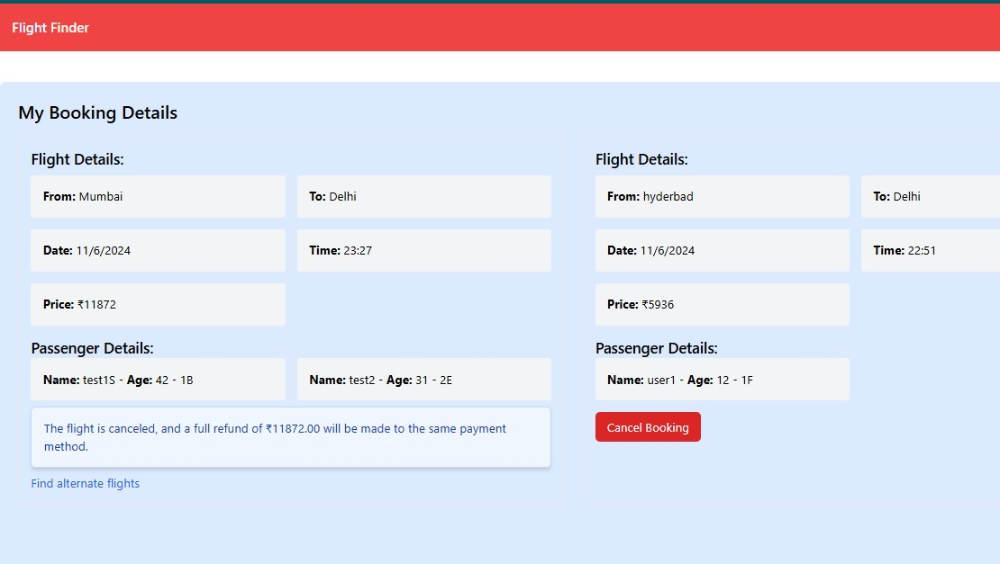 Flight Finder
My Booking Details
Flight Details:
From: Mumbai
To: Delhi
Date: 11/6/2024
Time: 23:27
Price: ₹11872
Passenger Details:
Name: test1S - Age: 42 - 1B
Name: test2 - Age: 31 - 2E
The flight is canceled, and a full refund of ₹11872.00 will be made to the same payment
method.
Find alternate flights
Flight Details:
From: hyderbad
To: Delhi
Date: 11/6/2024
Time: 22:51
Price: ₹5936
Passenger Details:
Name: user1 - Age: 12 - 1F
Cancel Booking